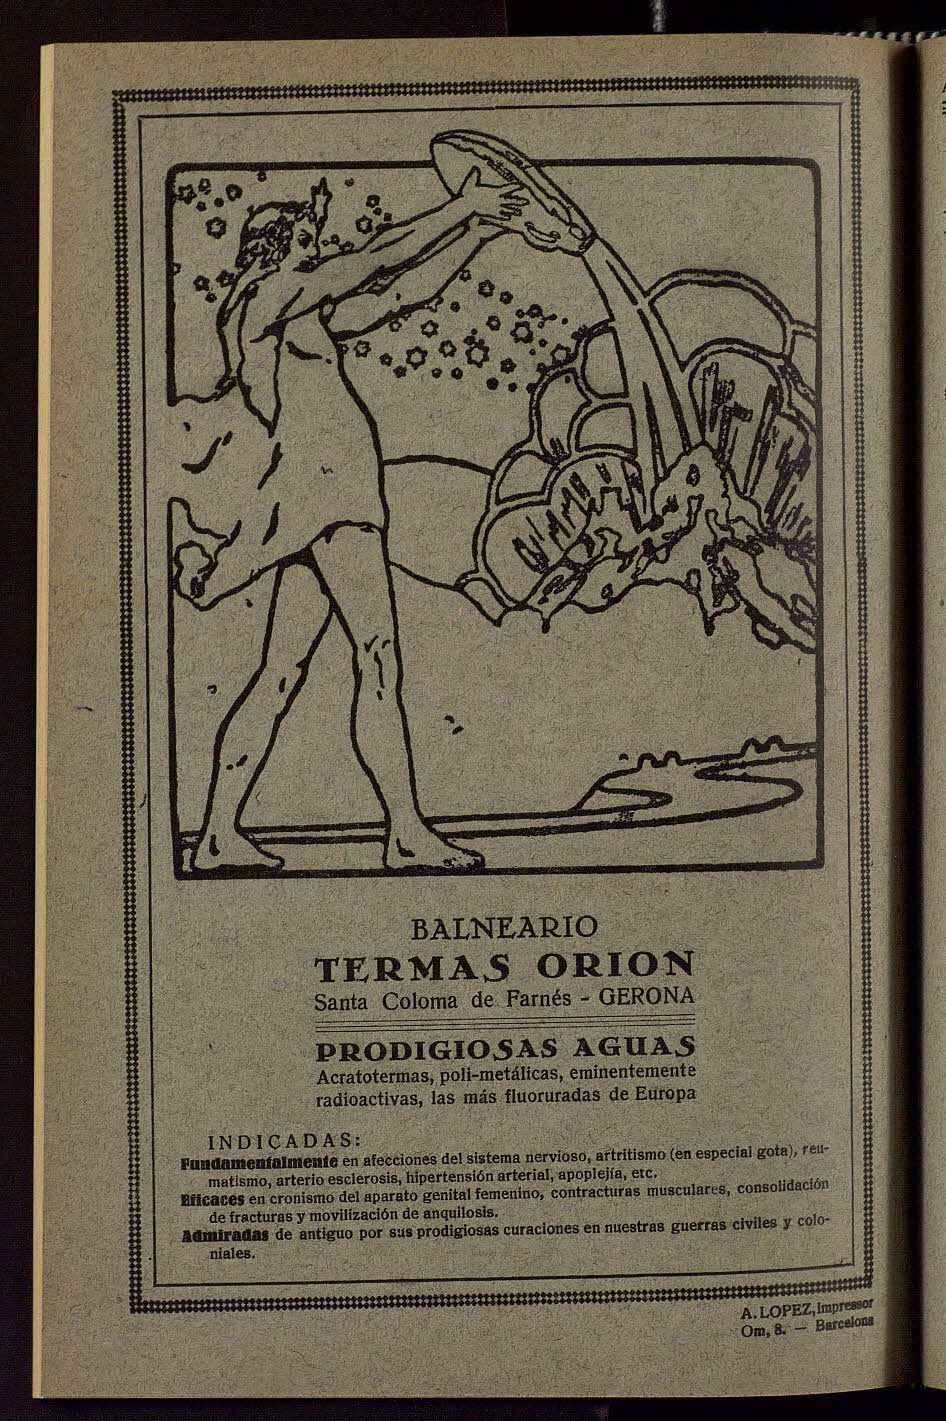 BALNEARIO
TERMAS ORION
Santa Coloma de Farnés - GERONA
PRODIGIOSAS AGUAS
Acratotermas, poli-metálicas, eminentemente
radioactivas, las más fluoruradas de Europa
INDICADAS:
Fundamentalmente en afecciones del sistema nervioso, artritismo (en especial gota), reu-
matismo, arterio esclerosis, hipertensión arterial, apoplejía, etc.
Eficaces en cronismo del aparato genital femenino, contracturas musculares, consolidación
de fracturas y movilización de anquilosis.
Admiradas de antiguo por sus prodigiosas curaciones en nuestras guerras civiles y colo-
niales.
A. LOPEZ, Impressor
Om, 8. — Barcelona